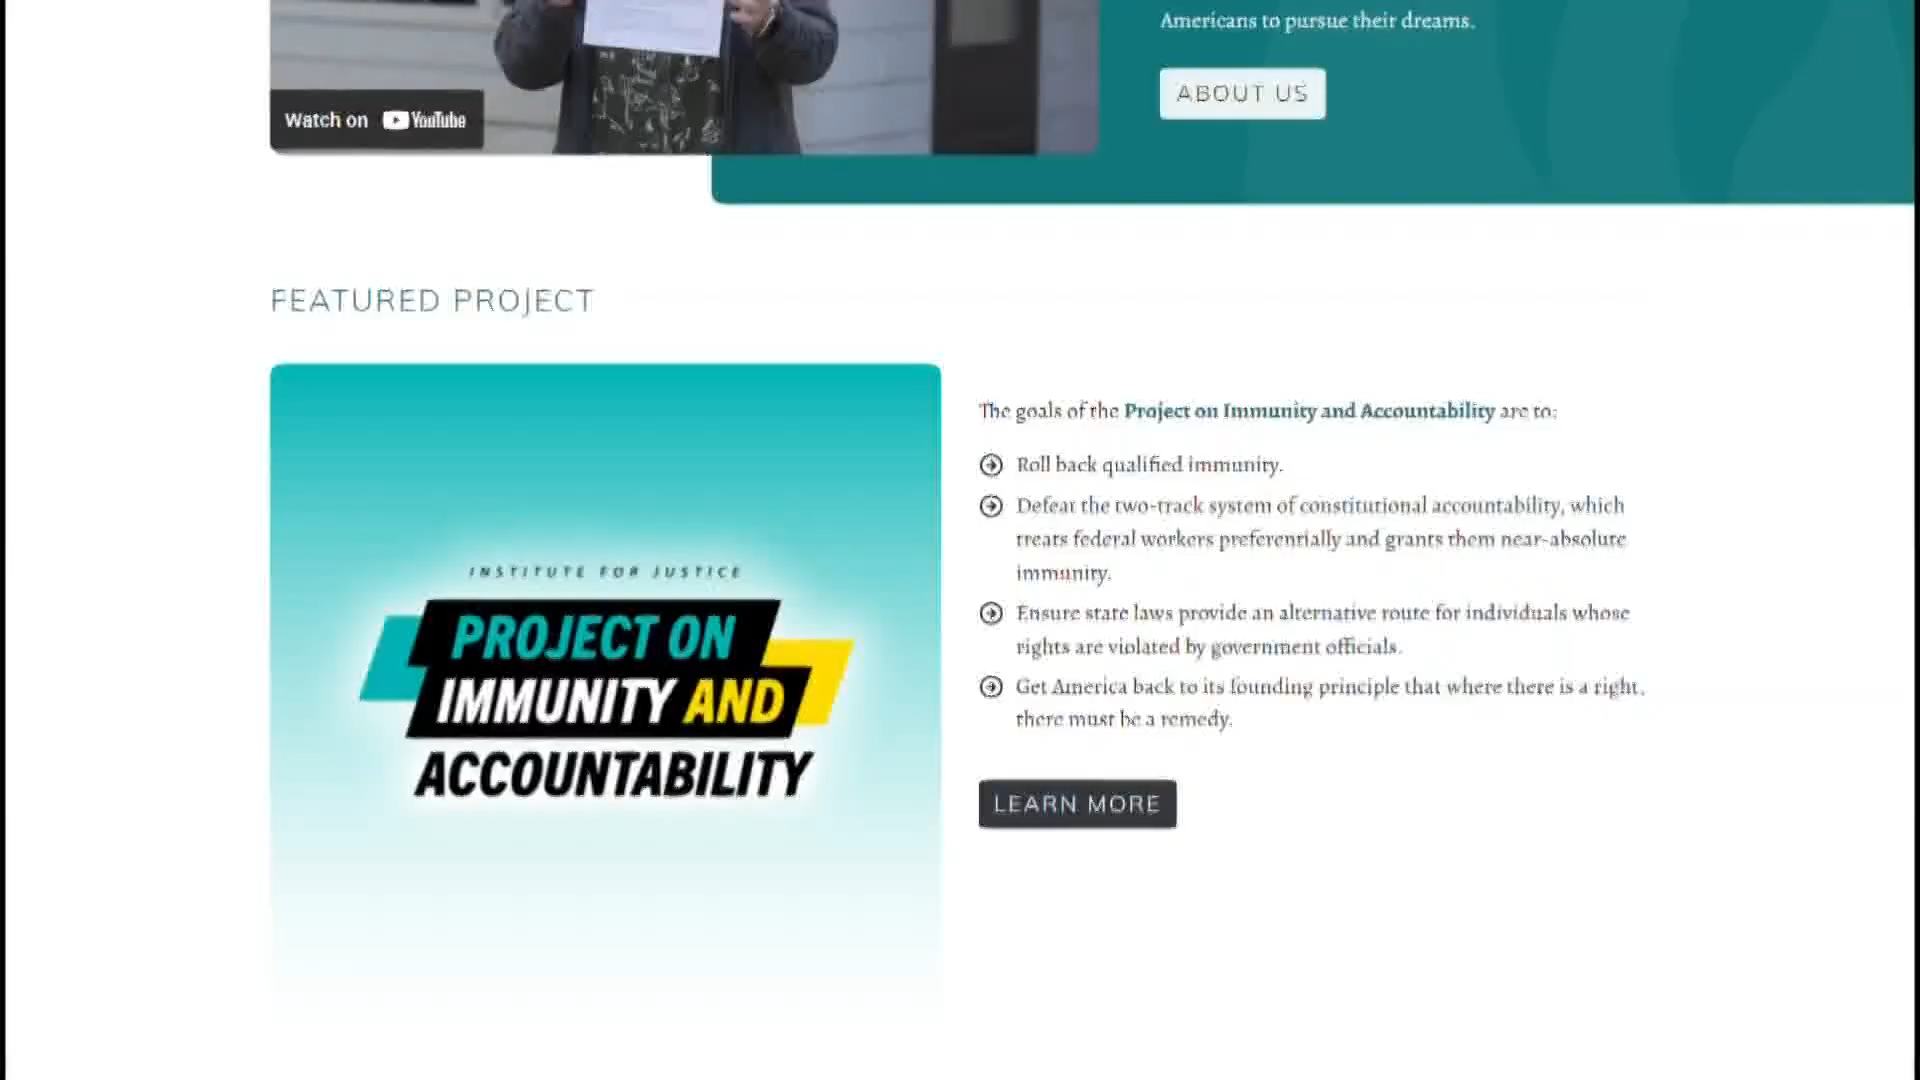 Americans to pursue their dreams.
ABOUT US
Watch on YouTube
FEATURED PROJECT
INSTITUTE FOR JUSTICE
PROJECT ON
IMMUNITY AND
ACCOUNTABILITY
The goals of the Project on Immunity and Accountability are to:
Roll back qualified immunity.
Defeat the two-track system of constitutional accountability, which
treats federal workers preferentially and grants them near-absolute
immunity.
Ensure state laws provide an alternative route for individuals whose
rights are violated by government officials.
Get America back to its founding principle that where there is a right,
there must be a remedy.
LEARN MORE